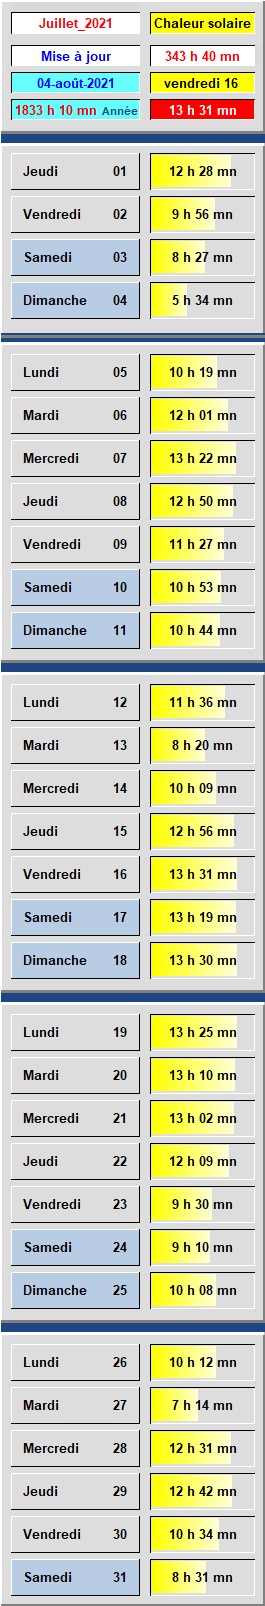 Juillet_2021 Chaleur solaire
Mise à jour 343 h 40 mn
04-août-2021 vendredi 16
1833 h 10 mn Année 13 h 31 mn
Jeudi 01 12 h 28 mn
Vendredi 02 9 h 56 mn
Samedi 03 8 h 27 mn
Dimanche 04 5 h 34 mn
Lundi 05 10 h 19 mn
Mardi 06 12 h 01 mn
Mercredi 07 13 h 22 mn
Jeudi 08 12 h 50 mn
Vendredi 09 11 h 27 mn
Samedi 10 10 h 53 mn
Dimanche 11 10 h 44 mn
Lundi 12 11 h 36 mn
Mardi 13 8 h 20 mn
Mercredi 14 10 h 09 mn
Jeudi 15 12 h 56 mn
Vendredi 16 13 h 31 mn
Samedi 17 13 h 19 mn
Dimanche 18 13 h 30 mn
Lundi 19 13 h 25 mn
Mardi 20 13 h 10 mn
Mercredi 21 13 h 02 mn
Jeudi 22 12 h 09 mn
Vendredi 23 9 h 30 mn
Samedi 24 9 h 10 mn
Dimanche 25 10 h 08 mn
Lundi 26 10 h 12 mn
Mardi 27 7 h 14 mn
Mercredi 28 12 h 31 mn
Jeudi 29 12 h 42 mn
Vendredi 30 10 h 34 mn
Samedi 31 8 h 31 mn